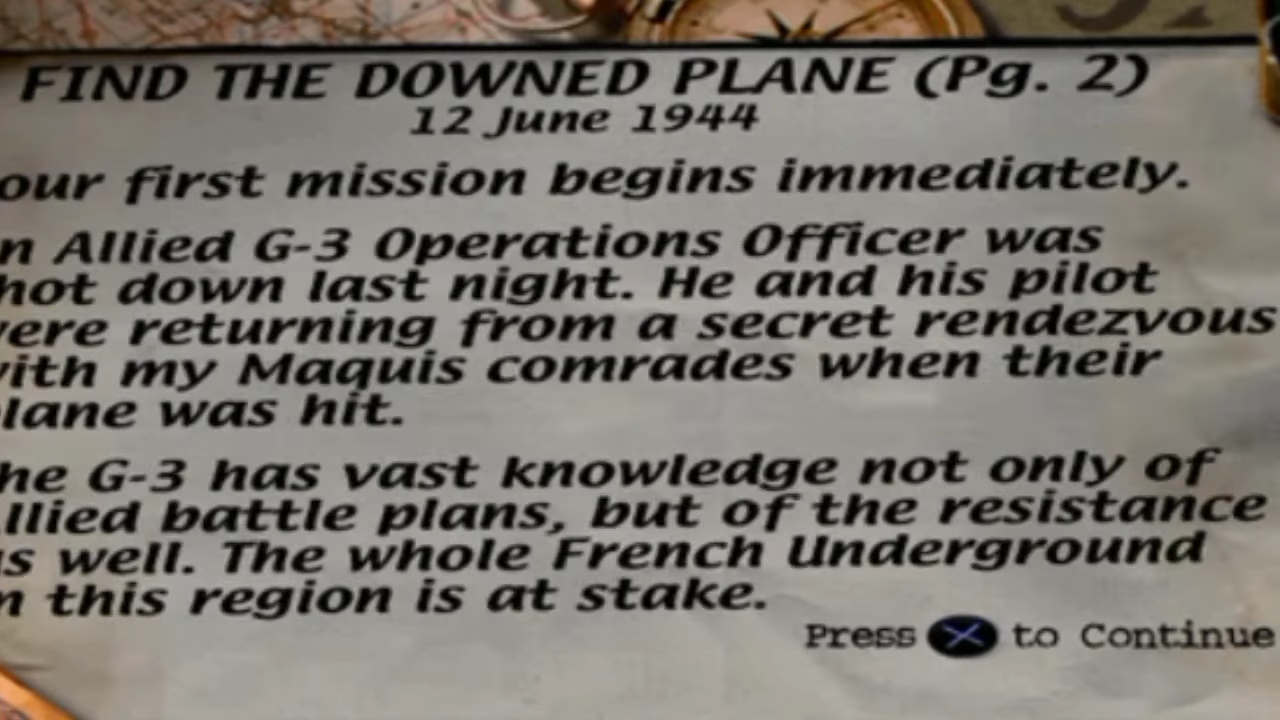 FIND THE DOWNED PLANE (Pg. 2)
12 June 1944
our first mission begins immediately.
n Allied G-3 Operations Officer was
hot down last night. He and his pilot
ere returning from a secret rendezvous
ith my Maquis comrades when their
lane was hit.
he G-3 has vast knowledge not only of
llied battle plans, but of the resistance
s well. The whole French Underground
n this region is at stake.
Press to Continue